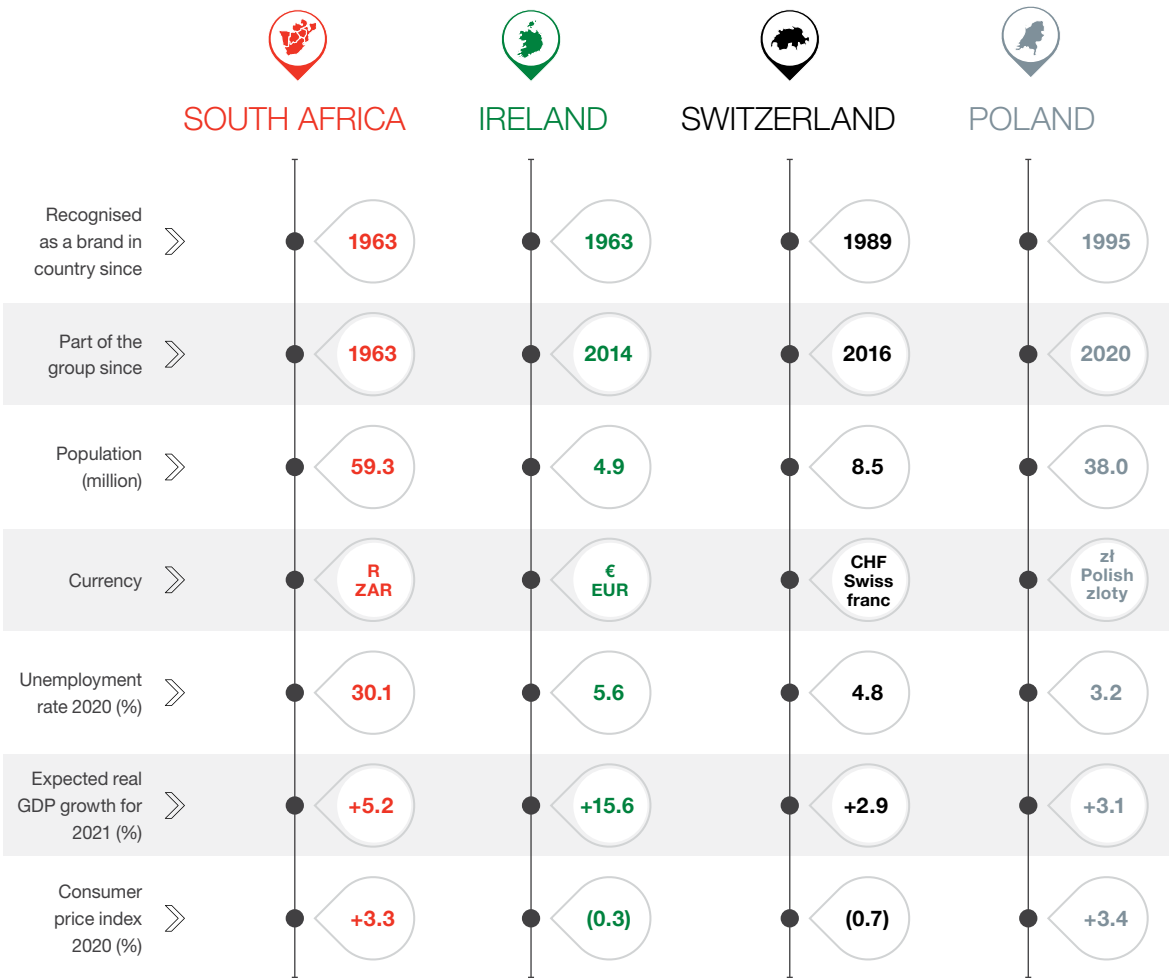 SOUTH AFRICA IRELAND SWITZERLAND POLAND
Recognised
as a brand in
country since
1963 1963 1989 1995
Part of the
group since
1963 2014 2016 2020
Population
(million)
59.3 4.9 8.5 38.0
Currency
R
ZAR
€
EUR
CHF
Swiss
franc
zł
Polish
zloty
Unemployment
rate 2020 (%)
30.1 5.6 4.8 3.2
Expected real
GDP growth for
2021 (%)
+5.2 +15.6 +2.9 +3.1
Consumer
price index
2020 (%)
+3.3 (0.3) (0.7) +3.4